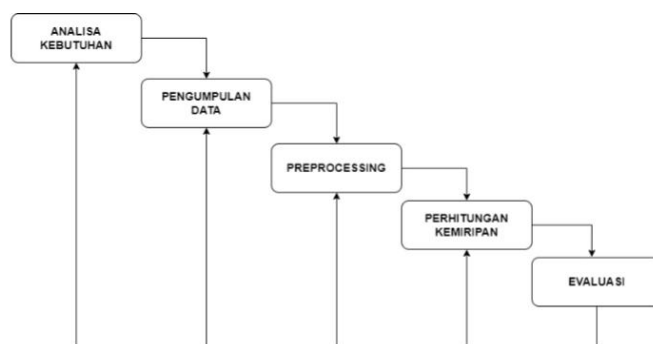 ANALISA
KEBUTUHAN
PENGUMPULAN
DATA
PREPROCESSING
PERHITUNGAN
KEMIRIPAN
EVALUASI